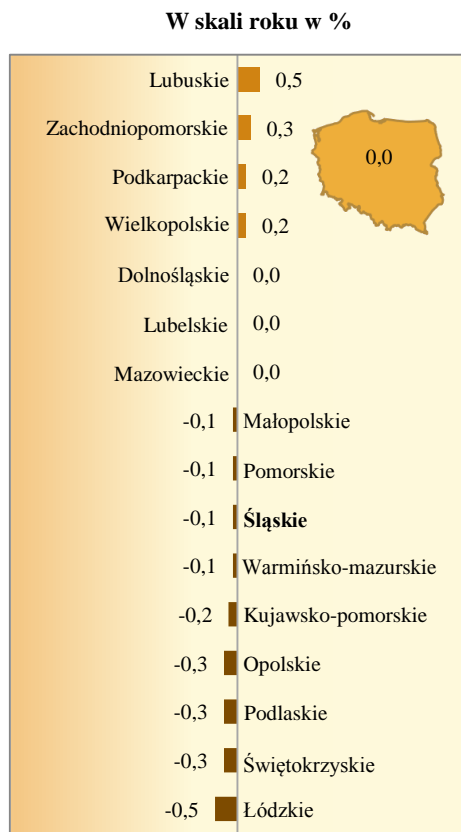 W skali roku w %
Lubuskie 0,5
Zachodniopomorskie 0,3
0,0
Podkarpackie 0,2
Wielkopolskie 0,2
Dolnośląskie 0,0
Lubelskie 0,0
Mazowieckie 0,0
-0,1 Małopolskie
-0,1 Pomorskie
-0,1 Śląskie
-0,1 Warmińsko-mazurskie
-0,2 Kujawsko-pomorskie
-0,3 Opolskie
-0,3 Podlaskie
-0,3 Świętokrzyskie
-0,5 Łódzkie